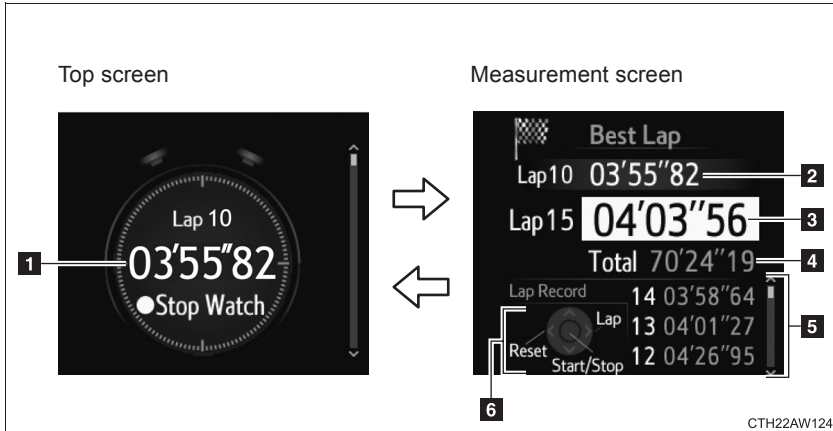 Top screen
Measurement screen
Lap 10
03′55″82
Stop Watch
1
Best Lap
Lap10 03′55″82
2
Lap15 04′03″56
3
Total 70′24″19
4
Lap Record
14 03′58″64
13 04′01″27
12 04′26″95
5
Lap
Reset
Start/Stop
6
CTH22AW124